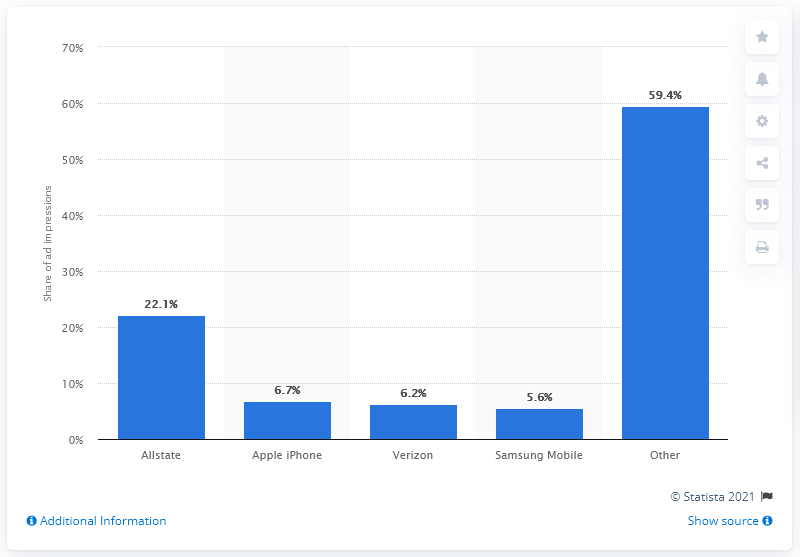 70%
60%
50%
40%
30%
20%
10%
0%
Share of ad impressions
22.1%
6.7%
6.2%
5.6%
59.4%
Allstate
Apple iPhone
Verizon
Samsung Mobile
Other
© Statista 2021
Additional Information
Show source